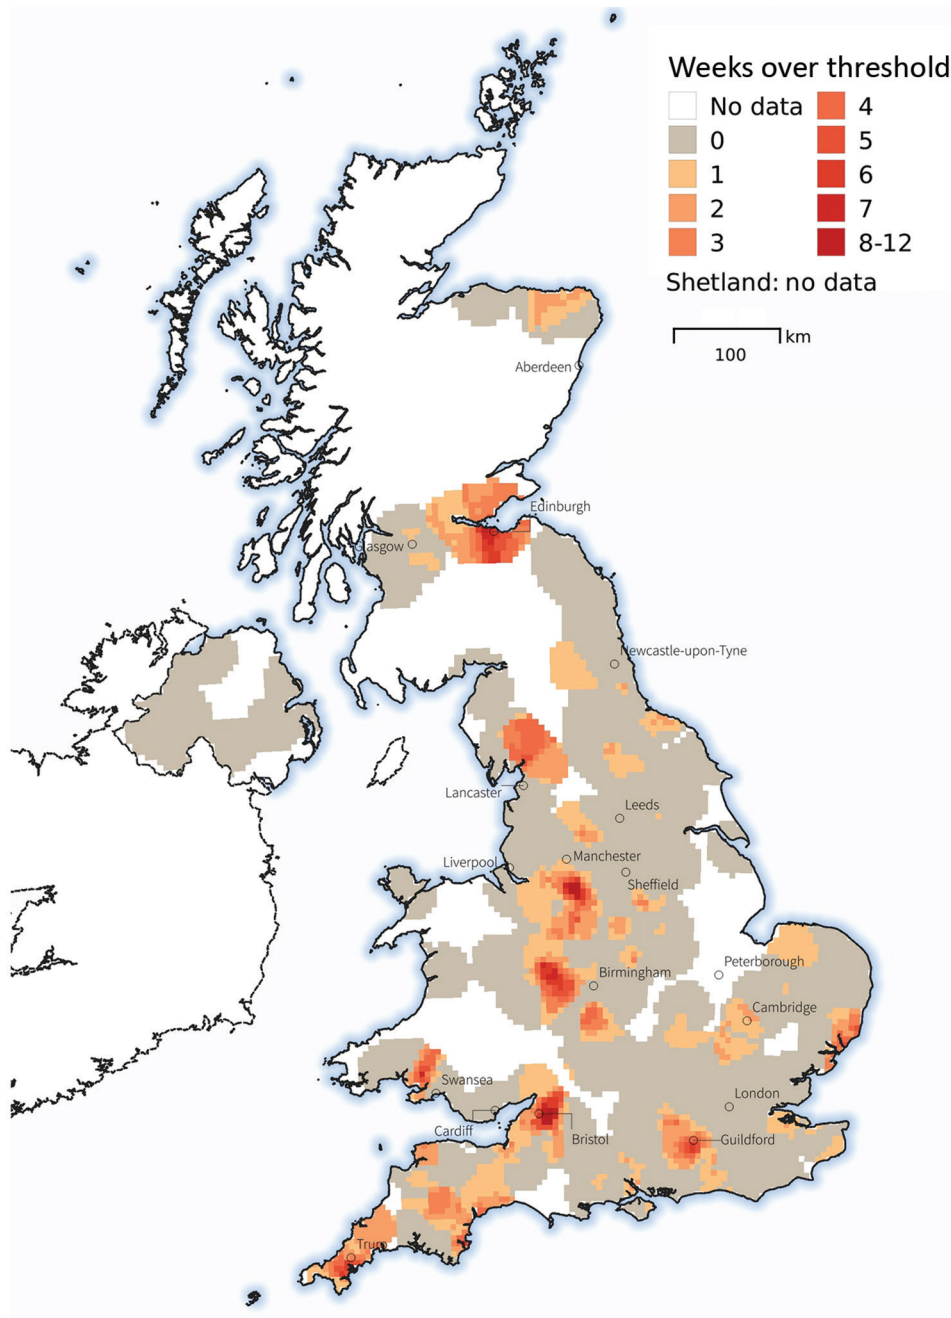 Weeks over threshold
No data
0
1
2
3
4
5
6
7
8-12
Shetland: no data
km
100
Aberdeen
Edinburgh
Glasgow
Newcastle-upon-Tyne
Lancaster
Leeds
Manchester
Liverpool
Sheffield
Peterborough
Birmingham
Cambridge
Swansea
London
Cardiff
Bristol
Guildford
Truro